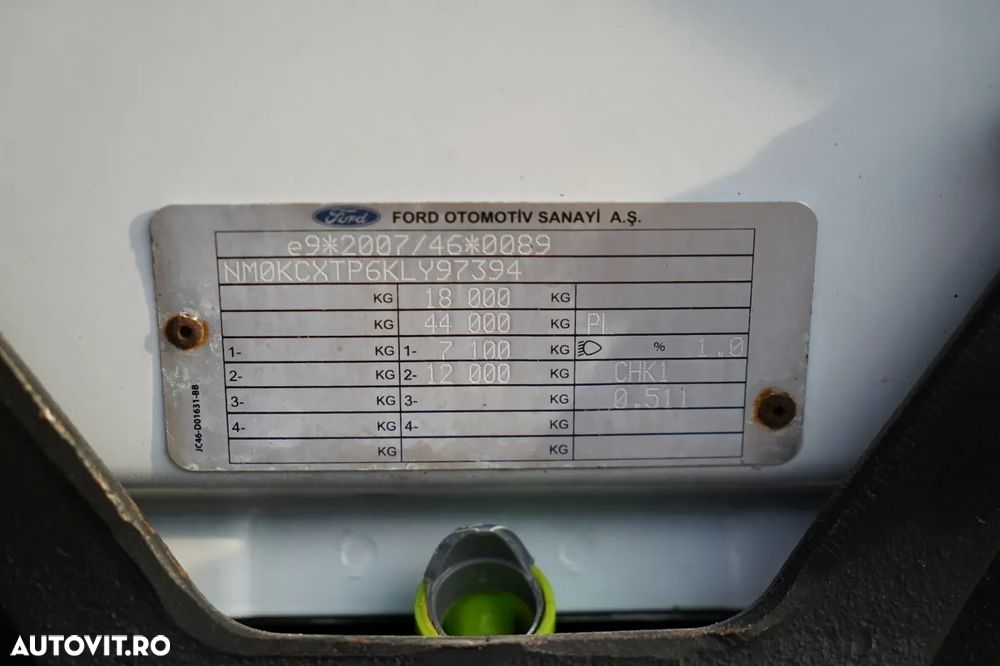 Ford FORD OTOMOTİV SANAYİ A.Ş.
e9*2007/46*0089
NM0KCXTP6KLY97394
KG 18 000 KG
KG 44 000 KG PL
1- KG 1- 7 100 KG % 1.0
2- KG 2- 12 000 KG CHK1
3- KG 3- KG 0.511
4- KG 4- KG
KG KG
JC46-D01631-BB
AUTOVIT.RO